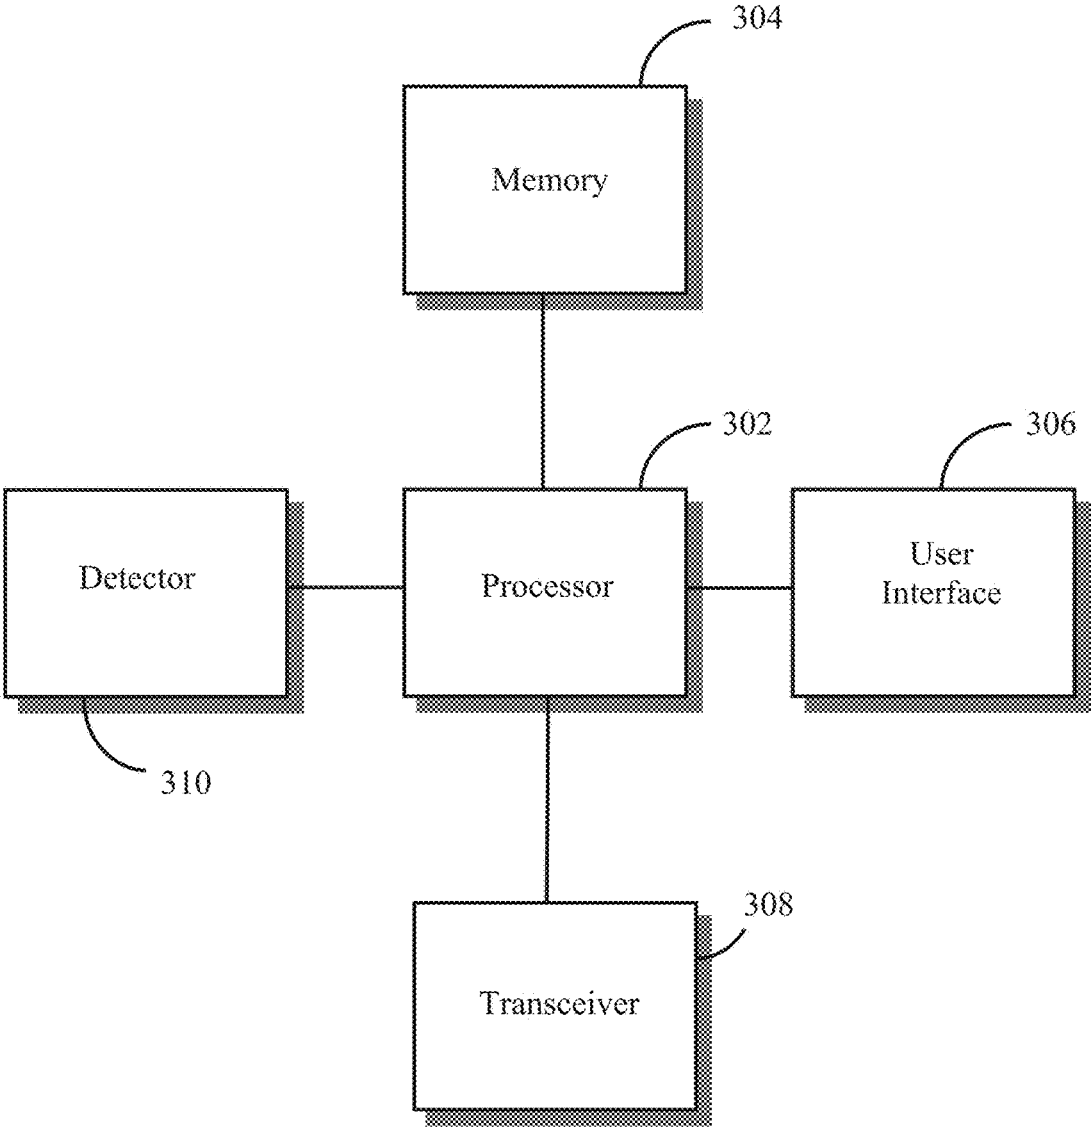 304
Memory
302
306
Detector
Processor
User
Interface
310
308
Transceiver